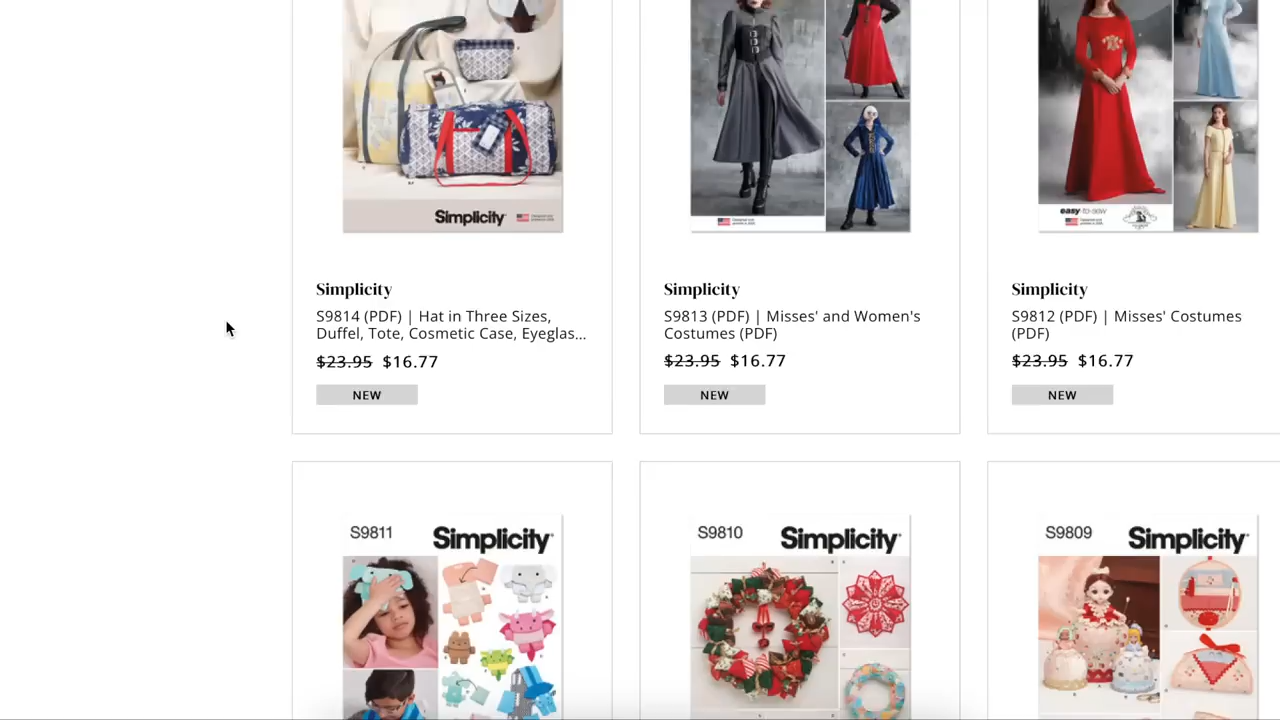 Simplicity
easy-to-sew
Simplicity
S9814 (PDF) | Hat in Three Sizes,
Duffel, Tote, Cosmetic Case, Eyeglas...
$23.95 $16.77
NEW
Simplicity
S9813 (PDF) | Misses' and Women's
Costumes (PDF)
$23.95 $16.77
NEW
Simplicity
S9812 (PDF) | Misses' Costumes
(PDF)
$23.95 $16.77
NEW
S9811 Simplicity
S9810 Simplicity
S9809 Simplicity